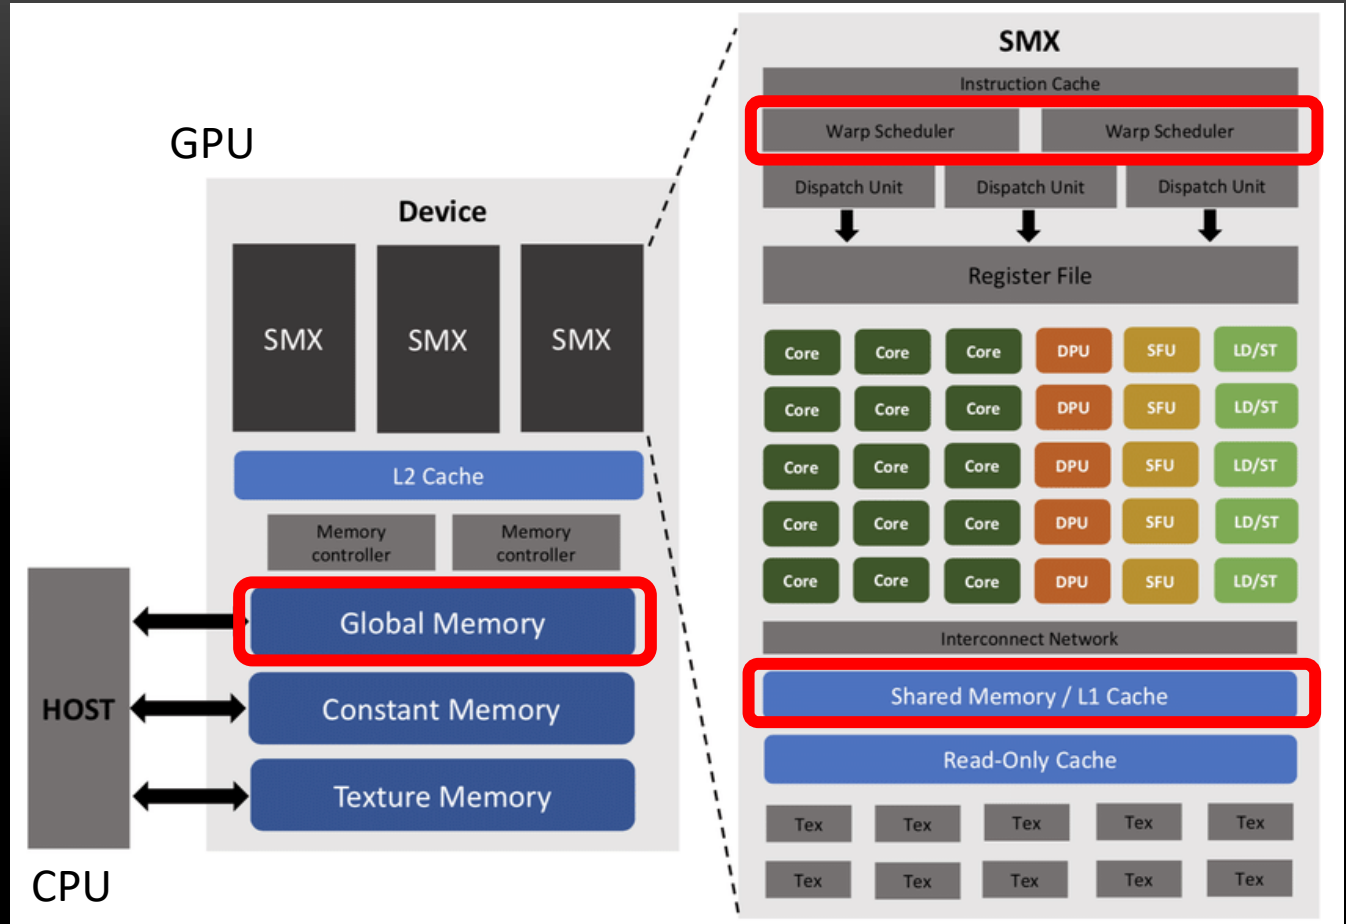 GPU
Device
SMX SMX SMX
L2 Cache
Memory controller Memory controller
Global Memory
Constant Memory
Texture Memory
HOST
CPU
SMX
Instruction Cache
Warp Scheduler Warp Scheduler
Dispatch Unit Dispatch Unit Dispatch Unit
Register File
Core Core Core DPU SFU LD/ST
Core Core Core DPU SFU LD/ST
Core Core Core DPU SFU LD/ST
Core Core Core DPU SFU LD/ST
Core Core Core DPU SFU LD/ST
Interconnect Network
Shared Memory / L1 Cache
Read-Only Cache
Tex Tex Tex Tex Tex
Tex Tex Tex Tex Tex